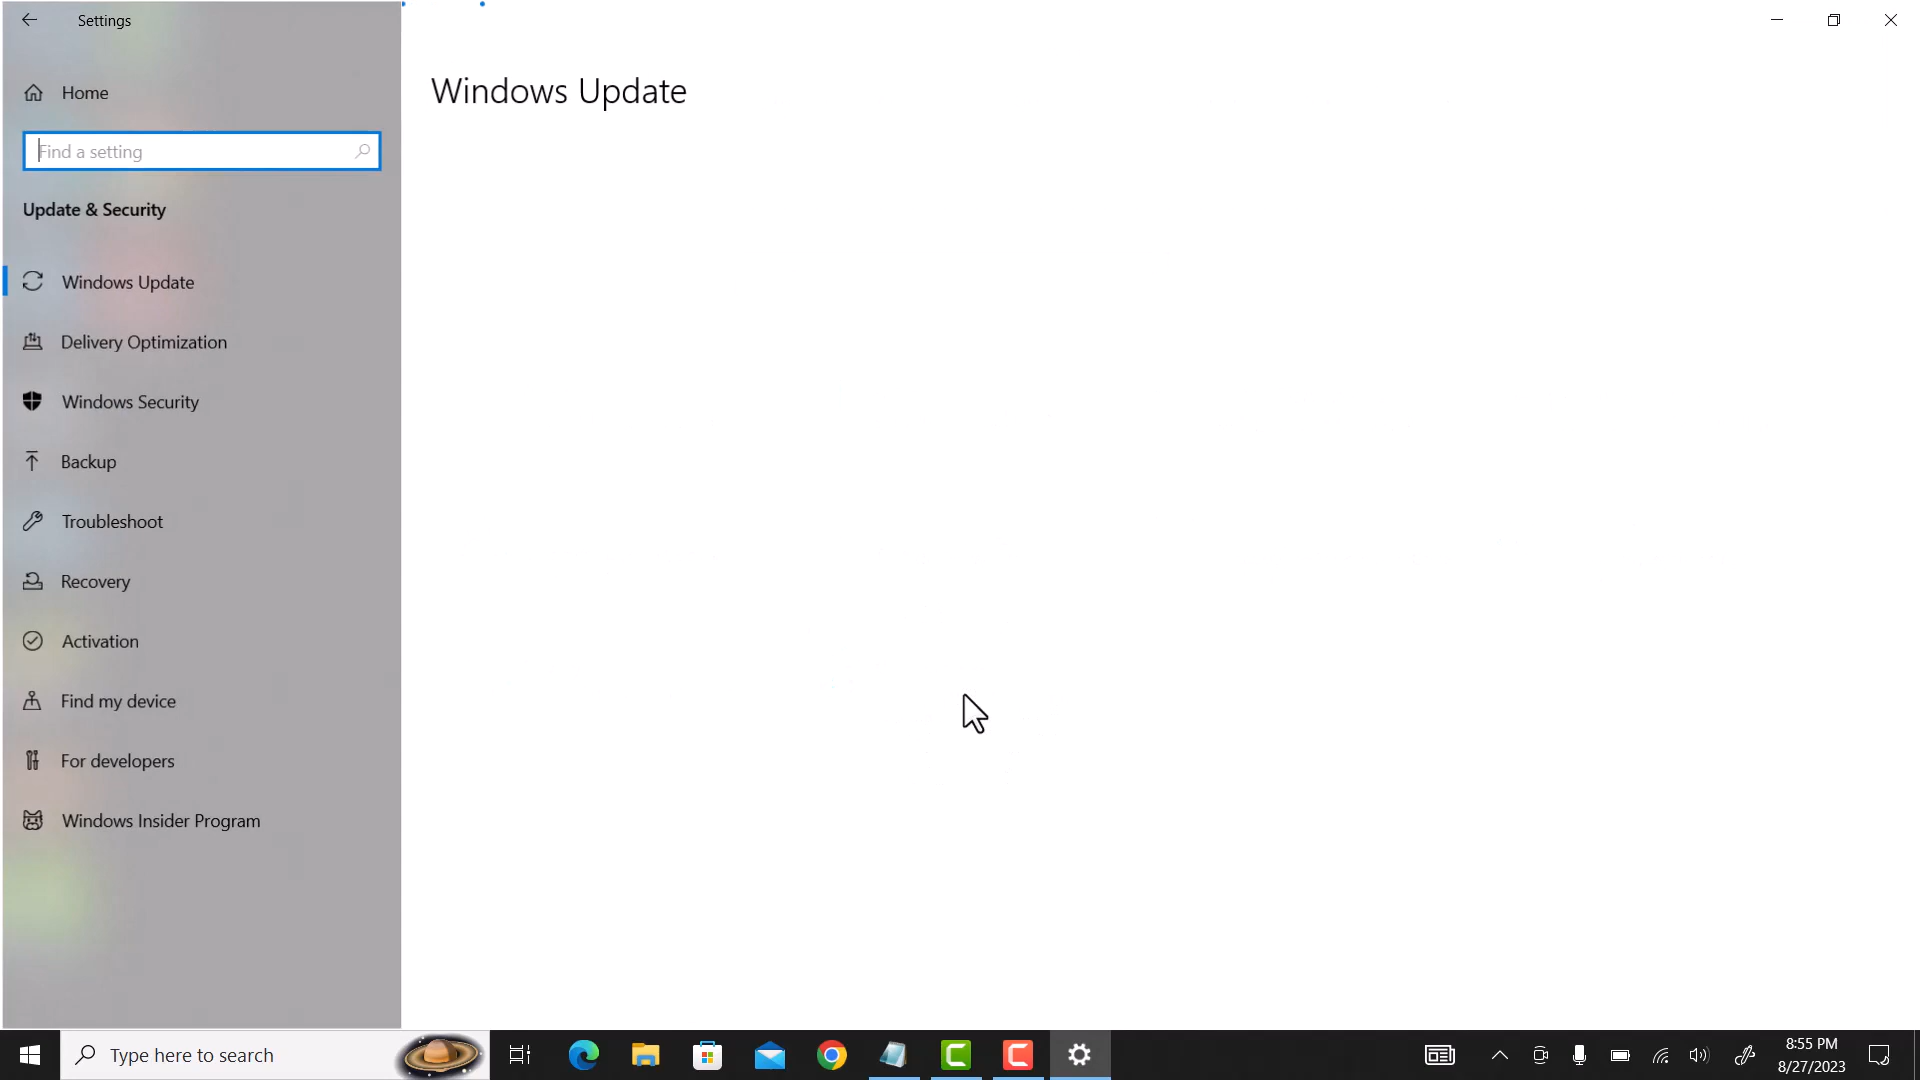 Settings
Home
Find a setting
Update & Security
Windows Update
Delivery Optimization
Windows Security
Backup
Troubleshoot
Recovery
Activation
Find my device
For developers
Windows Insider Program
Windows Update
Type here to search
8:55 PM
8/27/2023